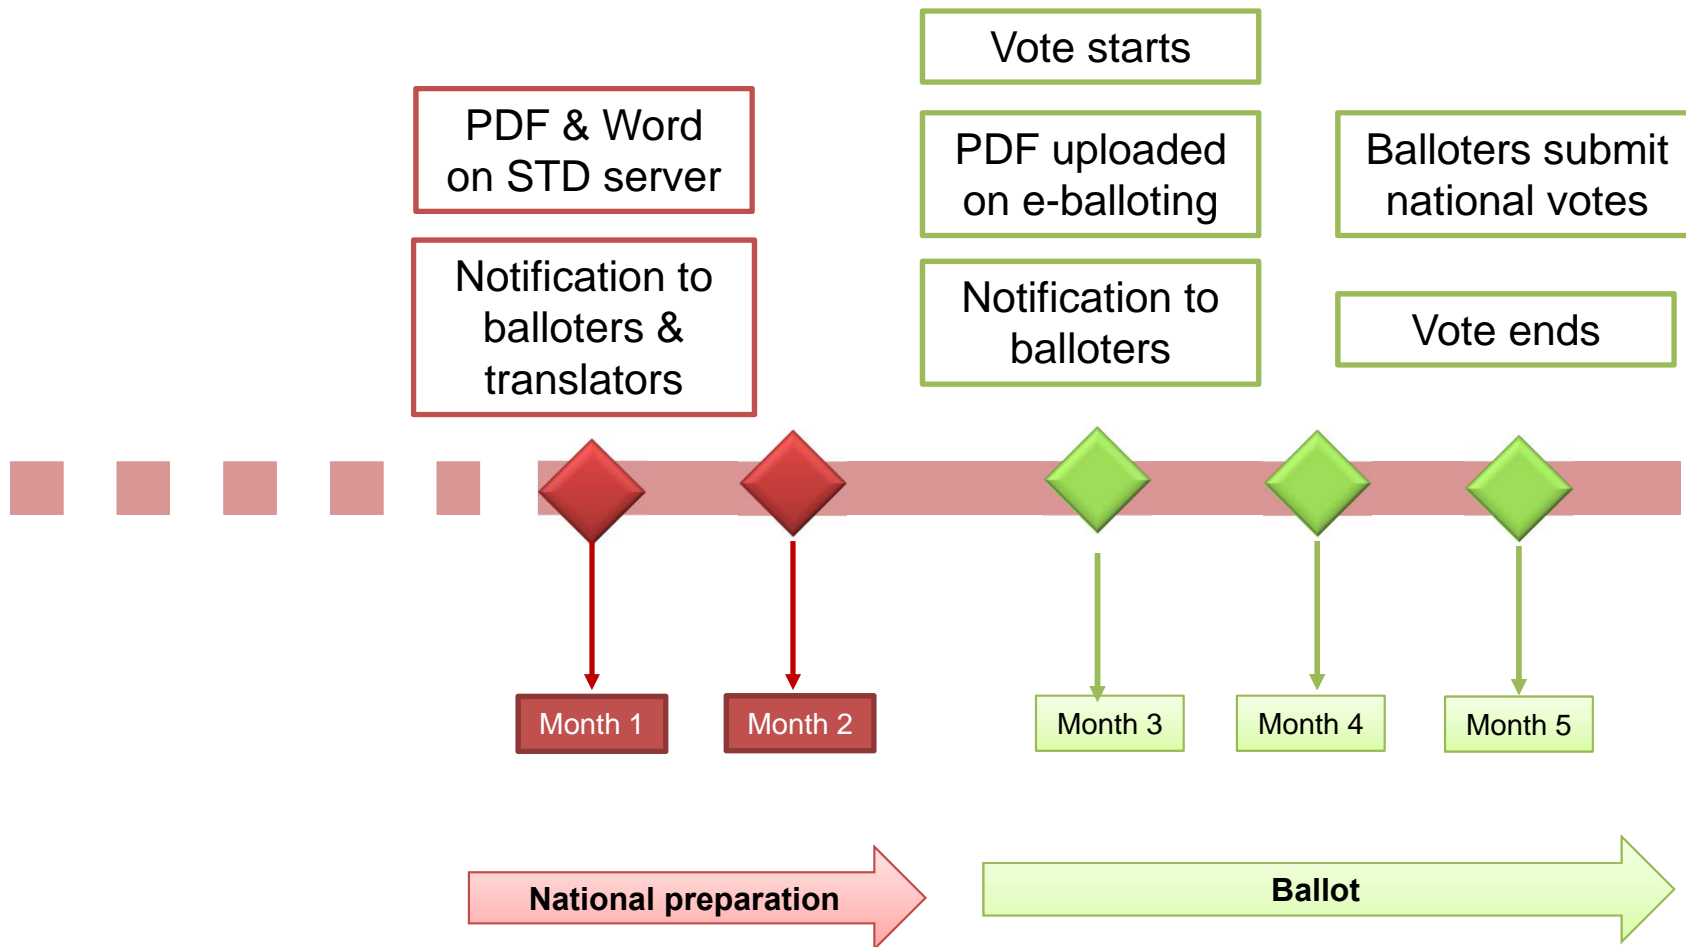 PDF & Word
on STD server
Notification to
balloters &
translators
Vote starts
PDF uploaded
on e-balloting
Notification to
balloters
Balloters submit
national votes
Vote ends
Month 1
Month 2
Month 3
Month 4
Month 5
National preparation
Ballot